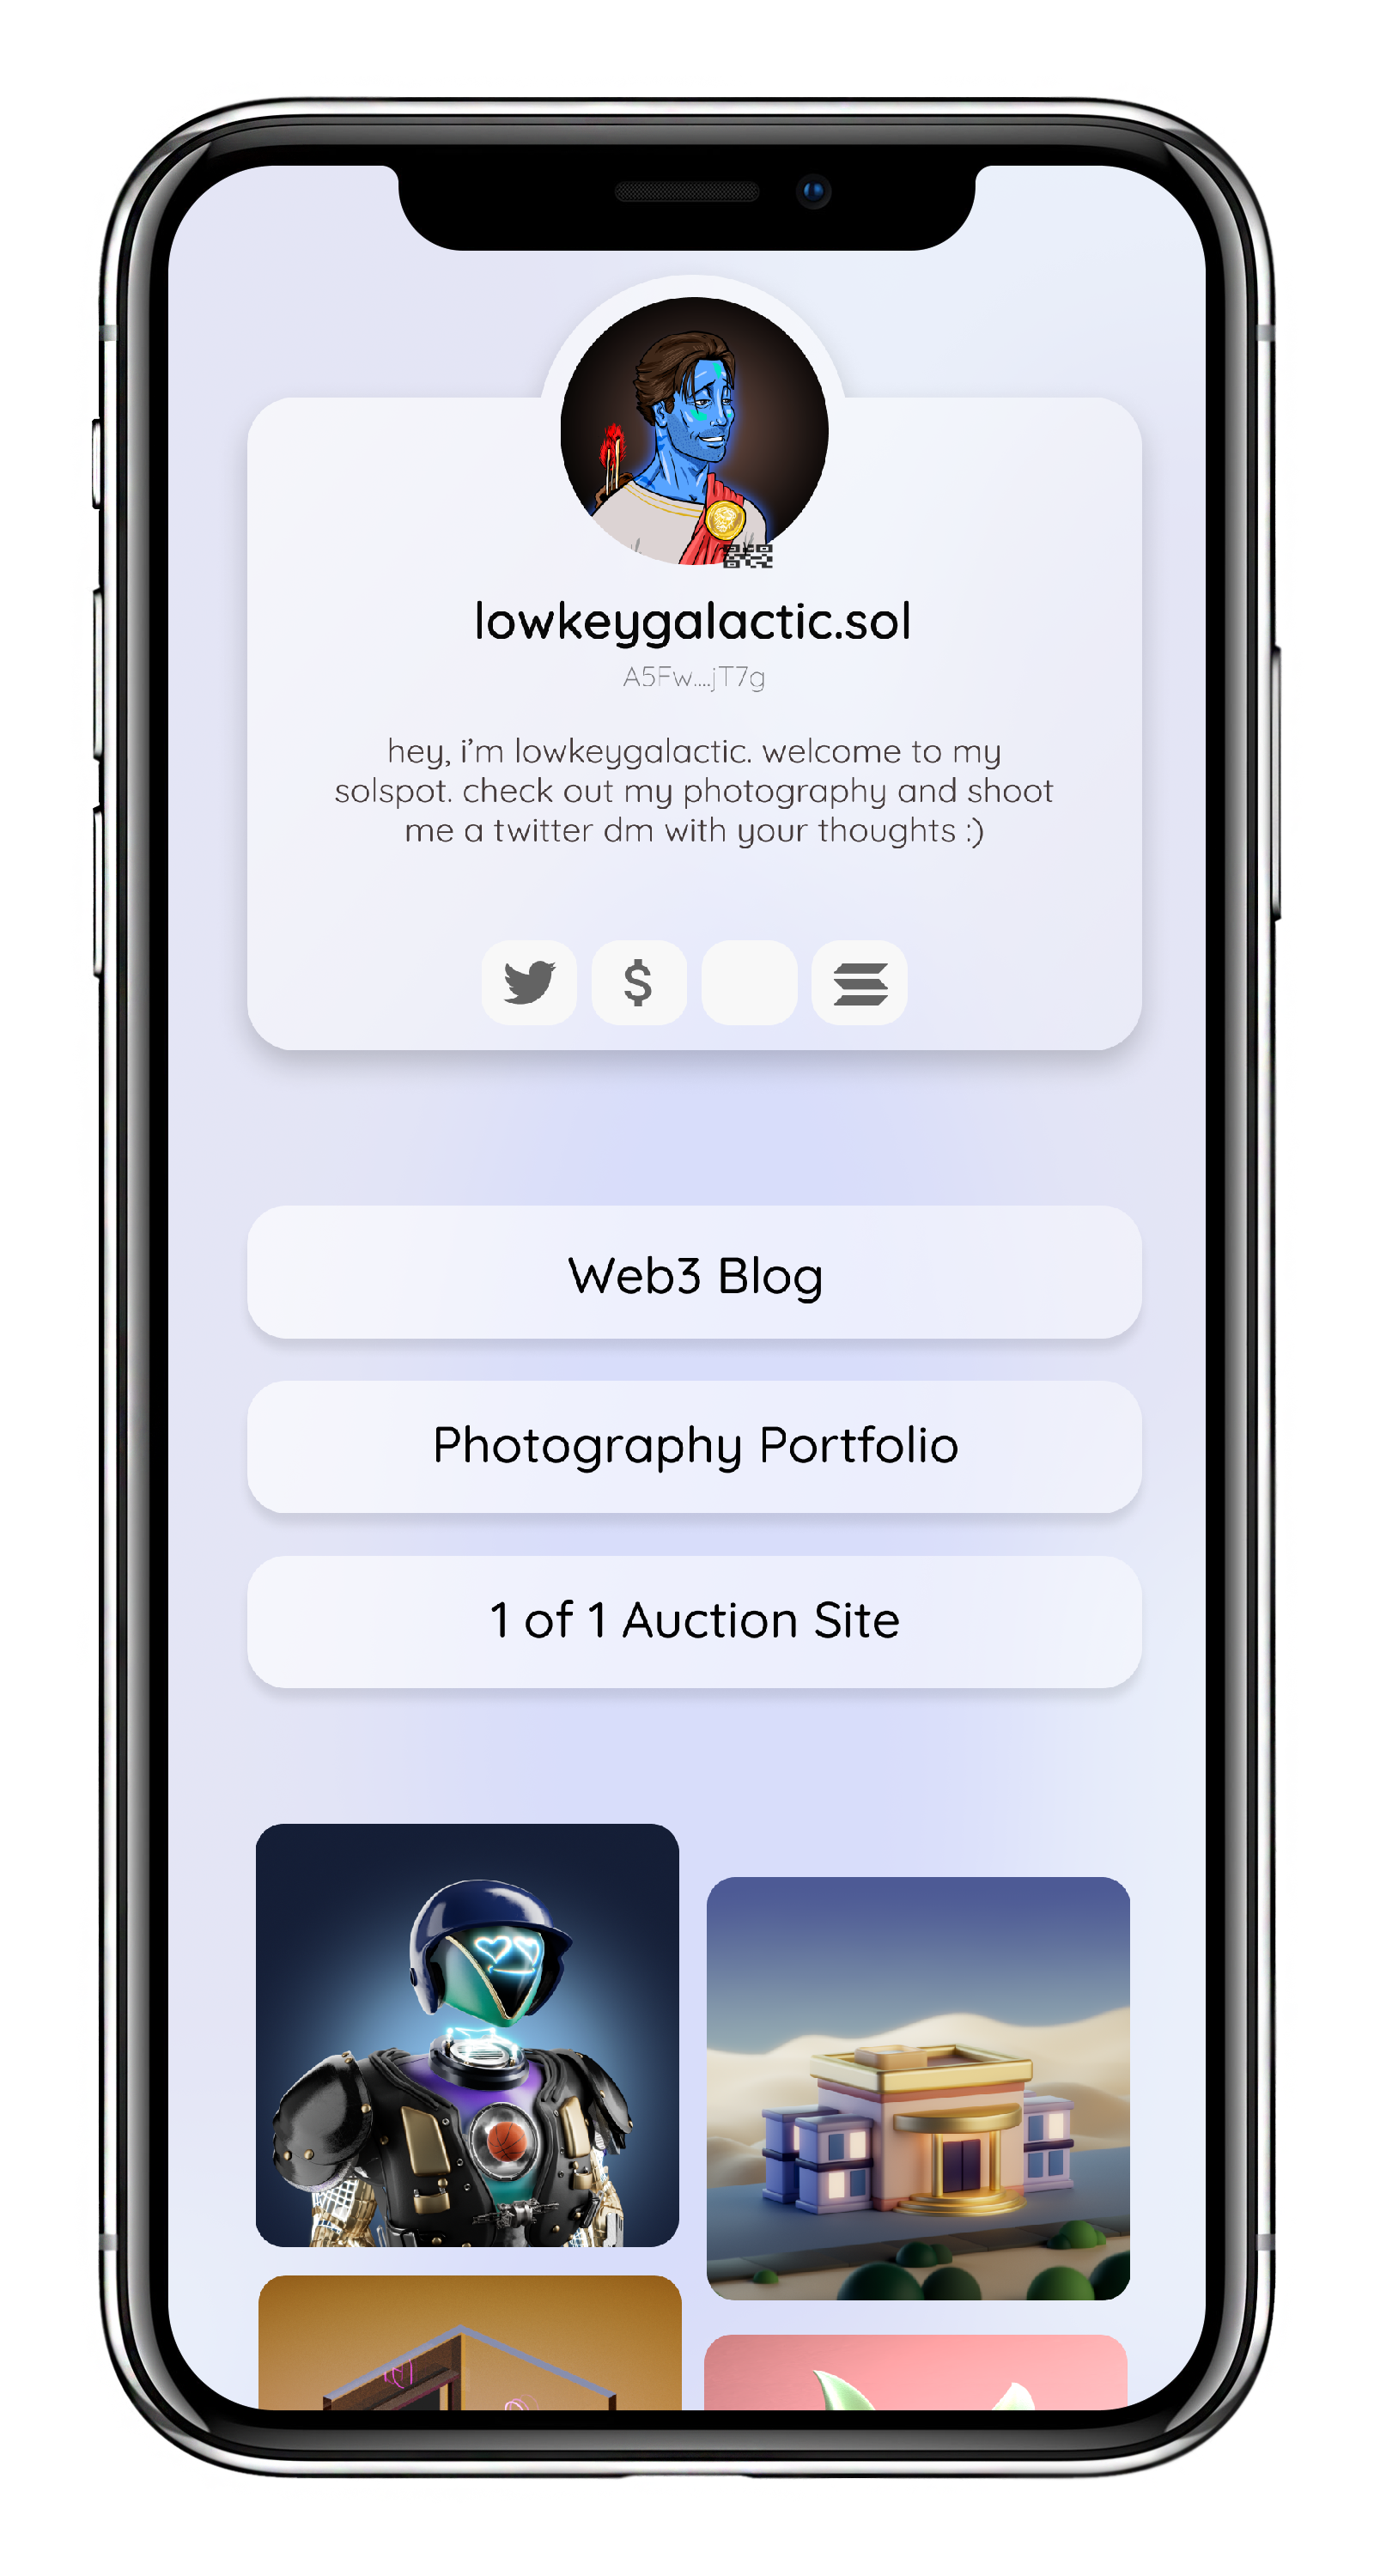 lowkeygalactic.sol
A5Fw....jT7g
hey, i’m lowkeygalactic. welcome to my
solspot. check out my photography and shoot
me a twitter dm with your thoughts :)
$
Web3 Blog
Photography Portfolio
1 of 1 Auction Site